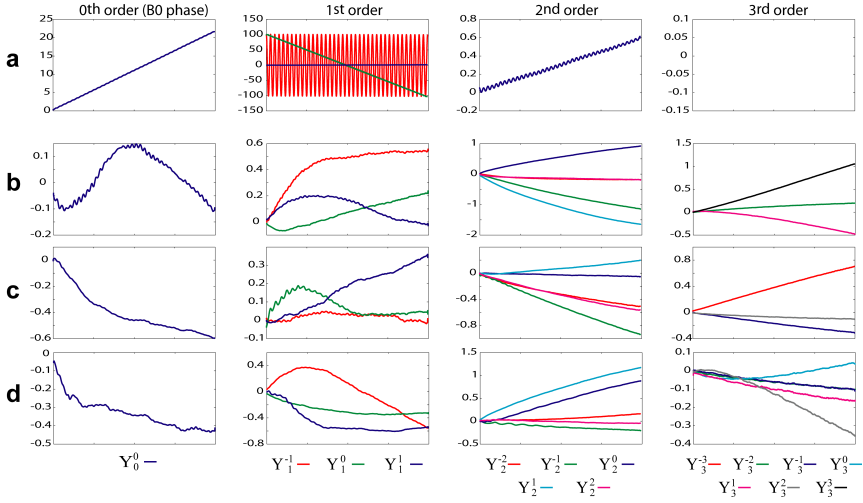 0th order (B0 phase) 1st order 2nd order 3rd order
a
25 20 15 10 5 0
150 100 50 0 -50 -100 -150
0.8 0.6 0.4 0.2 0 -0.2
0.1 0.05 0 -0.05 -0.1 -0.15
b
0.1 0 -0.1 -0.2
0.6 0.4 0.2 0
1 0 -1 -2
1.5 1 0.5 0 -0.5
c
0 -0.2 -0.4 -0.6
0.3 0.2 0.1 0 -0.1
0.4 0 -0.4 -0.8
0.8 0.4 0 -0.4
d
0 -0.1 -0.2 -0.3 -0.4 -0.5
0.4 0 -0.4 -0.8
1.5 1 0.5 0 -0.5
0.1 0 -0.1 -0.2 -0.3 -0.4
Y₀⁰ Y₁⁻¹ Y₁⁰ Y₁¹ Y₂⁻² Y₂⁻¹ Y₂⁰ Y₃⁻³ Y₃⁻² Y₃⁻¹ Y₃⁰
Y₂¹ Y₂² Y₃¹ Y₃² Y₃³